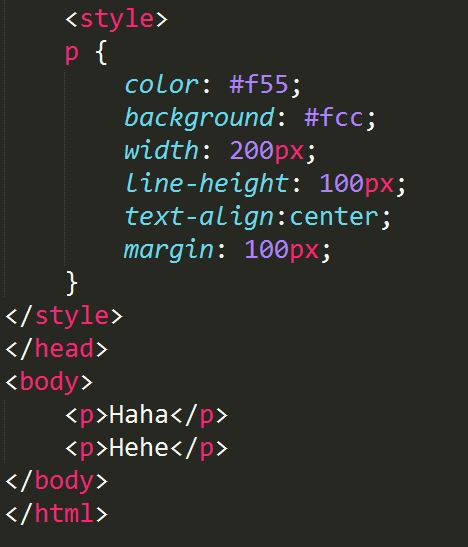 <style>
p {
color: #f55;
background: #fcc;
width: 200px;
line-height: 100px;
text-align:center;
margin: 100px;
}
</style>
</head>
<body>
<p>Haha</p>
<p>Hehe</p>
</body>
</html>